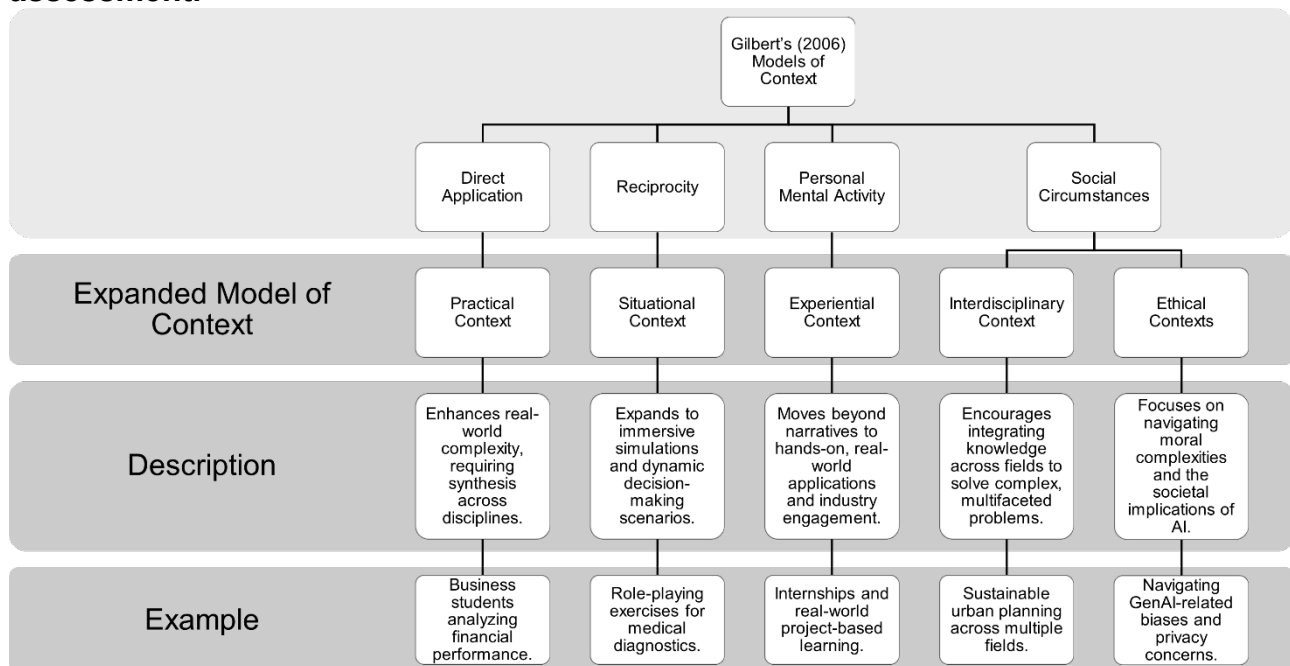 assessment.
Gilbert’s (2006)
Models of
Context
Direct
Application
Reciprocity
Personal
Mental Activity
Social
Circumstances
Expanded Model of
Context
Practical
Context
Situational
Context
Experiential
Context
Interdisciplinary
Context
Ethical
Contexts
Description
Enhances real-
world
complexity,
requiring
synthesis
across
disciplines.
Expands to
immersive
simulations
and dynamic
decision-
making
scenarios.
Moves beyond
narratives to
hands-on, real-
world
applications
and industry
engagement.
Encourages
integrating
knowledge
across fields to
solve complex,
multifaceted
problems.
Focuses on
navigating
moral
complexities
and the
societal
implications of
AI.
Example
Business
students
analyzing
financial
performance.
Role-playing
exercises for
medical
diagnostics.
Internships and
real-world
project-based
learning.
Sustainable
urban planning
across multiple
fields.
Navigating
GenAI-related
biases and
privacy
concerns.